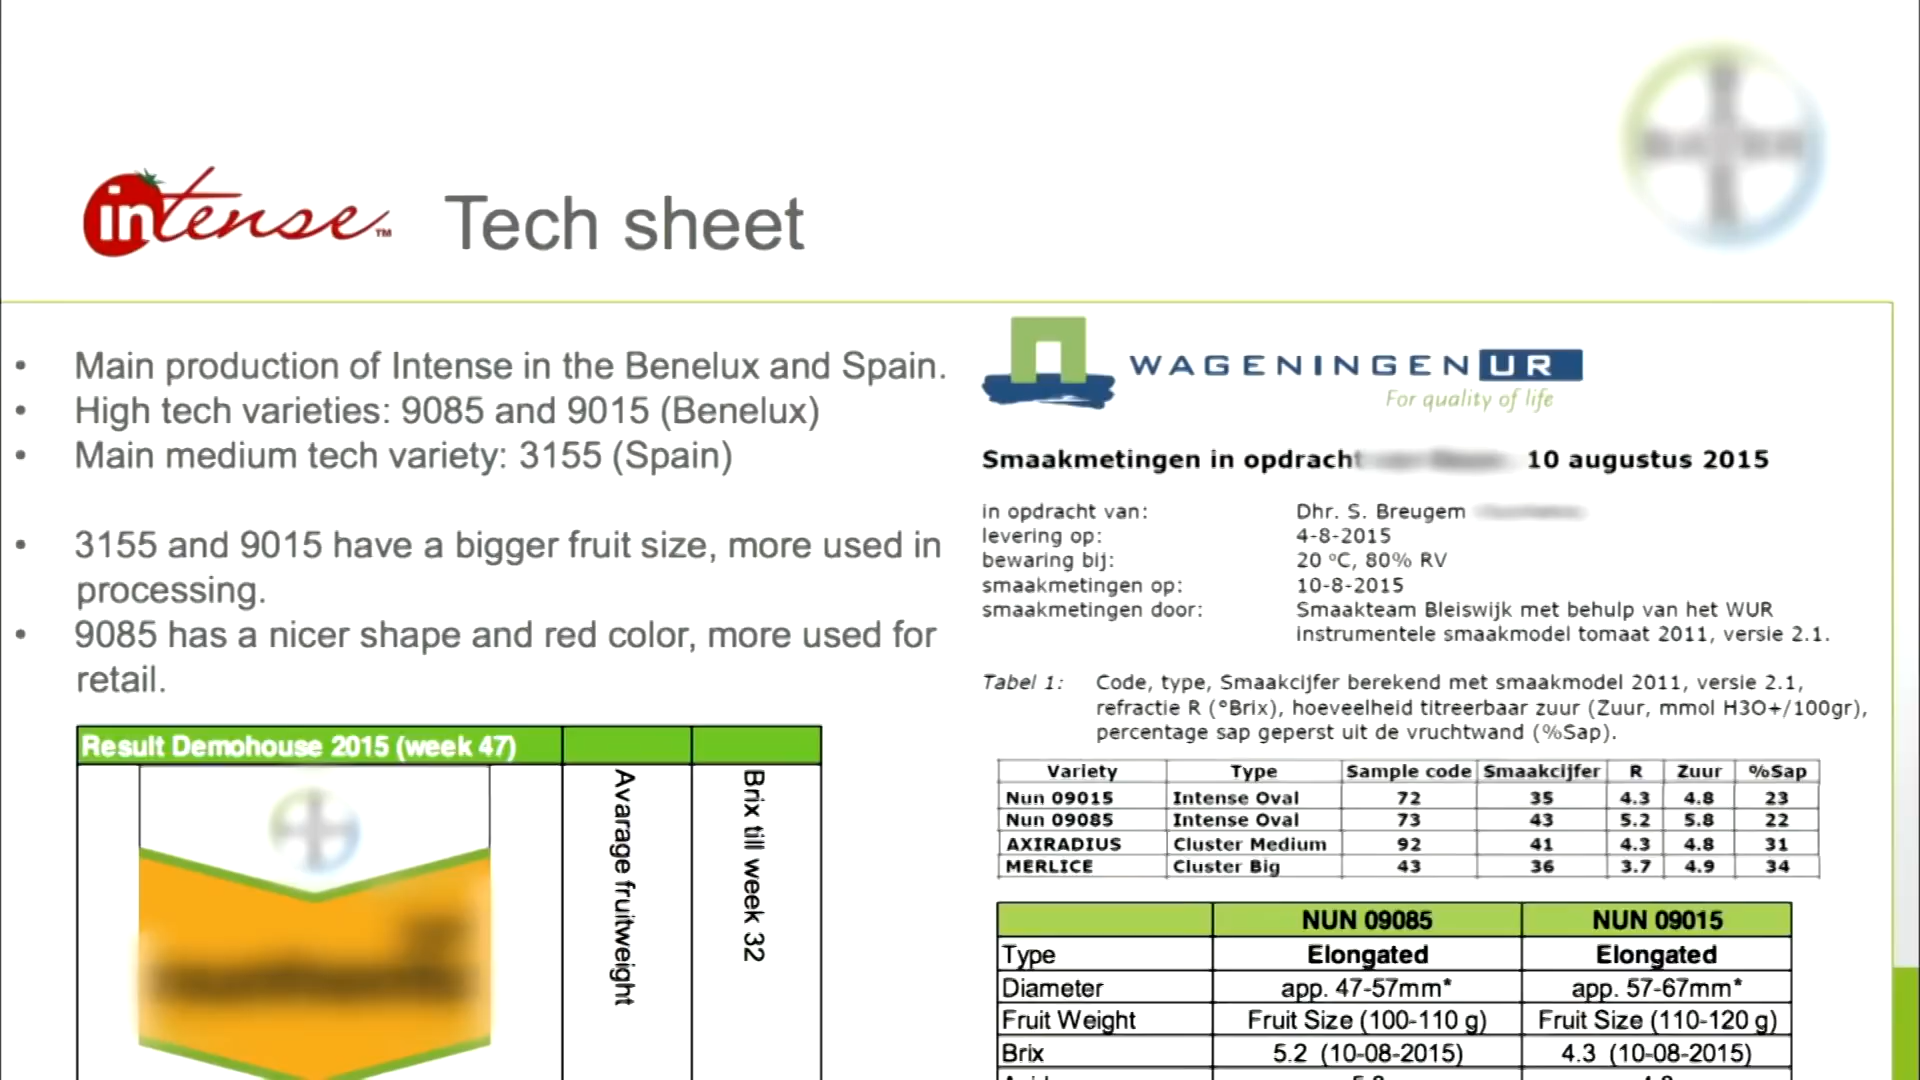 intense™ Tech sheet
• Main production of Intense in the Benelux and Spain.
• High tech varieties: 9085 and 9015 (Benelux)
• Main medium tech variety: 3155 (Spain)
• 3155 and 9015 have a bigger fruit size, more used in
processing.
• 9085 has a nicer shape and red color, more used for
retail.
Result Demohouse 2015 (week 47)
Avarage fruitweight
Brix till week 32
WAGENINGEN UR
For quality of life
Smaakmetingen in opdracht 10 augustus 2015
in opdracht van: Dhr. S. Breugem
levering op: 4-8-2015
bewaring bij: 20 °C, 80% RV
smaakmetingen op: 10-8-2015
smaakmetingen door: Smaakteam Bleiswijk met behulp van het WUR
instrumentele smaakmodel tomaat 2011, versie 2.1.
Tabel 1: Code, type, Smaakcijfer berekend met smaakmodel 2011, versie 2.1,
refractie R (°Brix), hoeveelheid titreerbaar zuur (Zuur, mmol H3O+/100gr),
percentage sap geperst uit de vruchtwand (%Sap).
Variety Type Sample code Smaakcijfer R Zuur %Sap
Nun 09015 Intense Oval 72 35 4.3 4.8 23
Nun 09085 Intense Oval 73 43 5.2 5.8 22
AXIRADIUS Cluster Medium 92 41 4.3 4.8 31
MERLICE Cluster Big 43 36 3.7 4.9 34
NUN 09085 NUN 09015
Type Elongated Elongated
Diameter app. 47-57mm* app. 57-67mm*
Fruit Weight Fruit Size (100-110 g) Fruit Size (110-120 g)
Brix 5.2 (10-08-2015) 4.3 (10-08-2015)